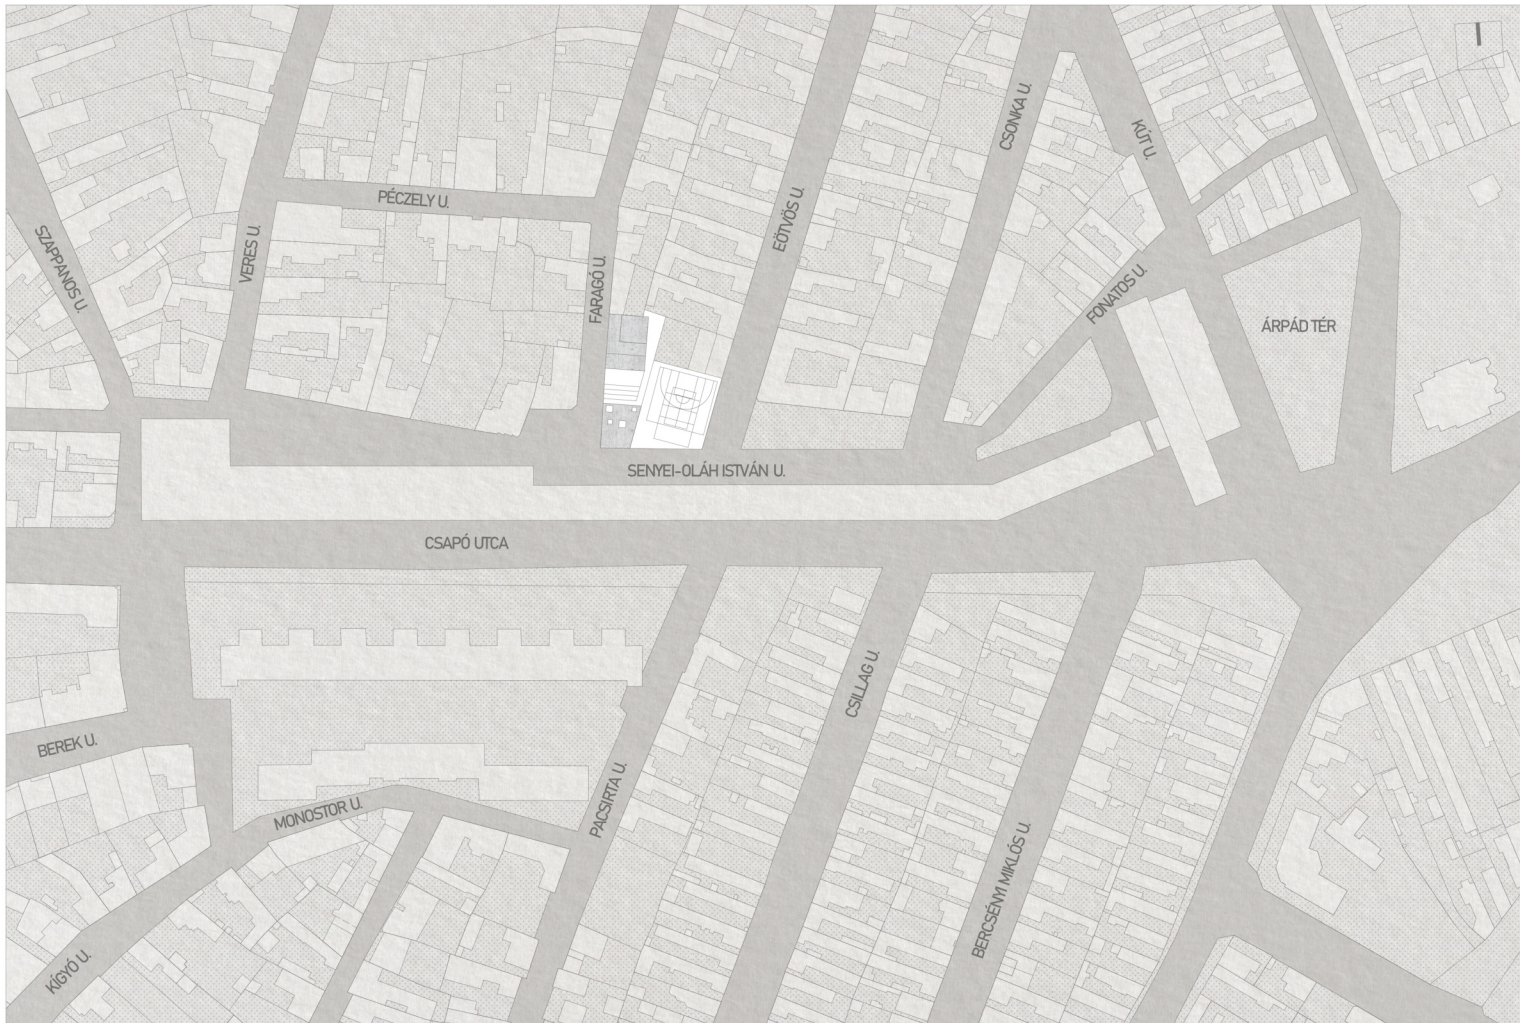 CSONKA U.
KÚT U.
PÉCZELY U.
EÖTVÖS U.
SZAPPANOS U.
VERES U.
FARAGÓ U.
FONATOS U.
ÁRPÁD TÉR
SENYEI-OLÁH ISTVÁN U.
CSAPÓ UTCA
CSILLAG U.
BEREK U.
PACSIRTA U.
MONOSTOR U.
BERCSÉNYI MIKLÓS U.
KÍGYÓ U.